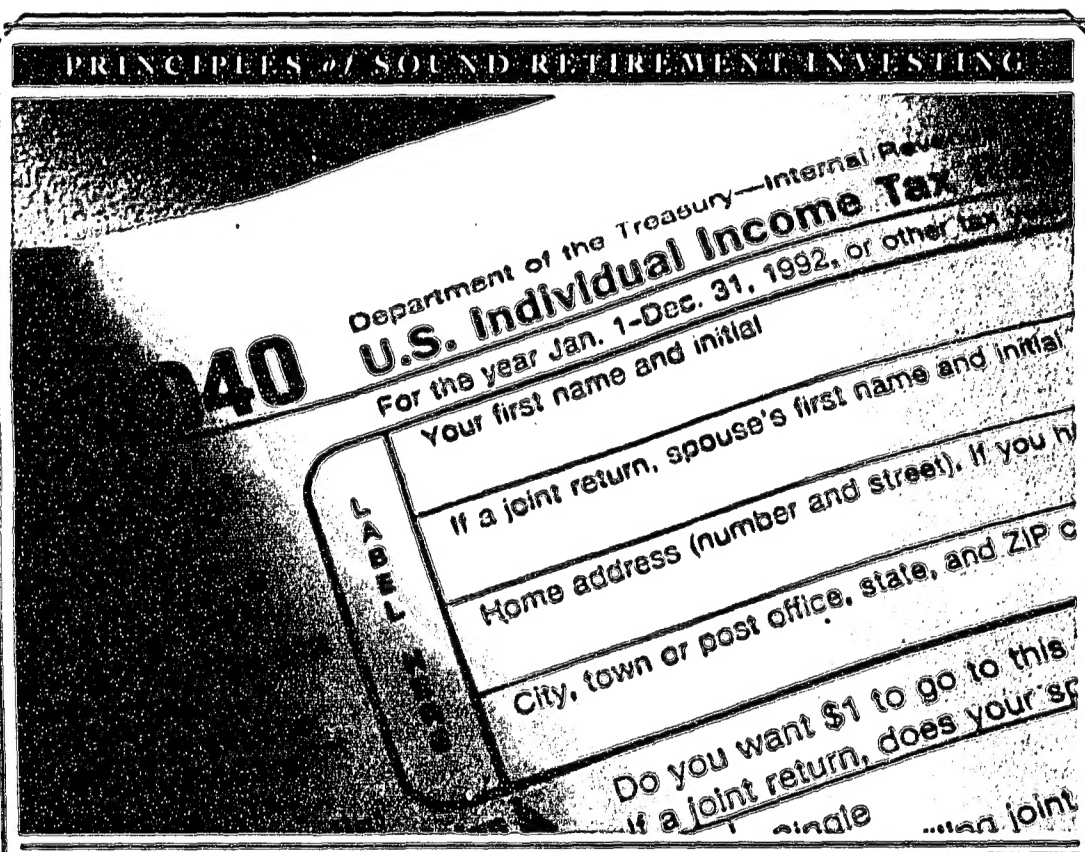 PRINCIPLES of SOUND RETIREMENT INVESTING
Department of the Treasury—Internal
U.S. Individual Income Tax
040
For the year Jan. 1–Dec. 31, 1992, or other tax
Your first name and initial
LABEL HERE
If a joint return, spouse's first name and initial
Home address (number and street). If you
City, town or post office, state, and ZIP
Do you want $1 to go to this
If a joint return, does your
joint